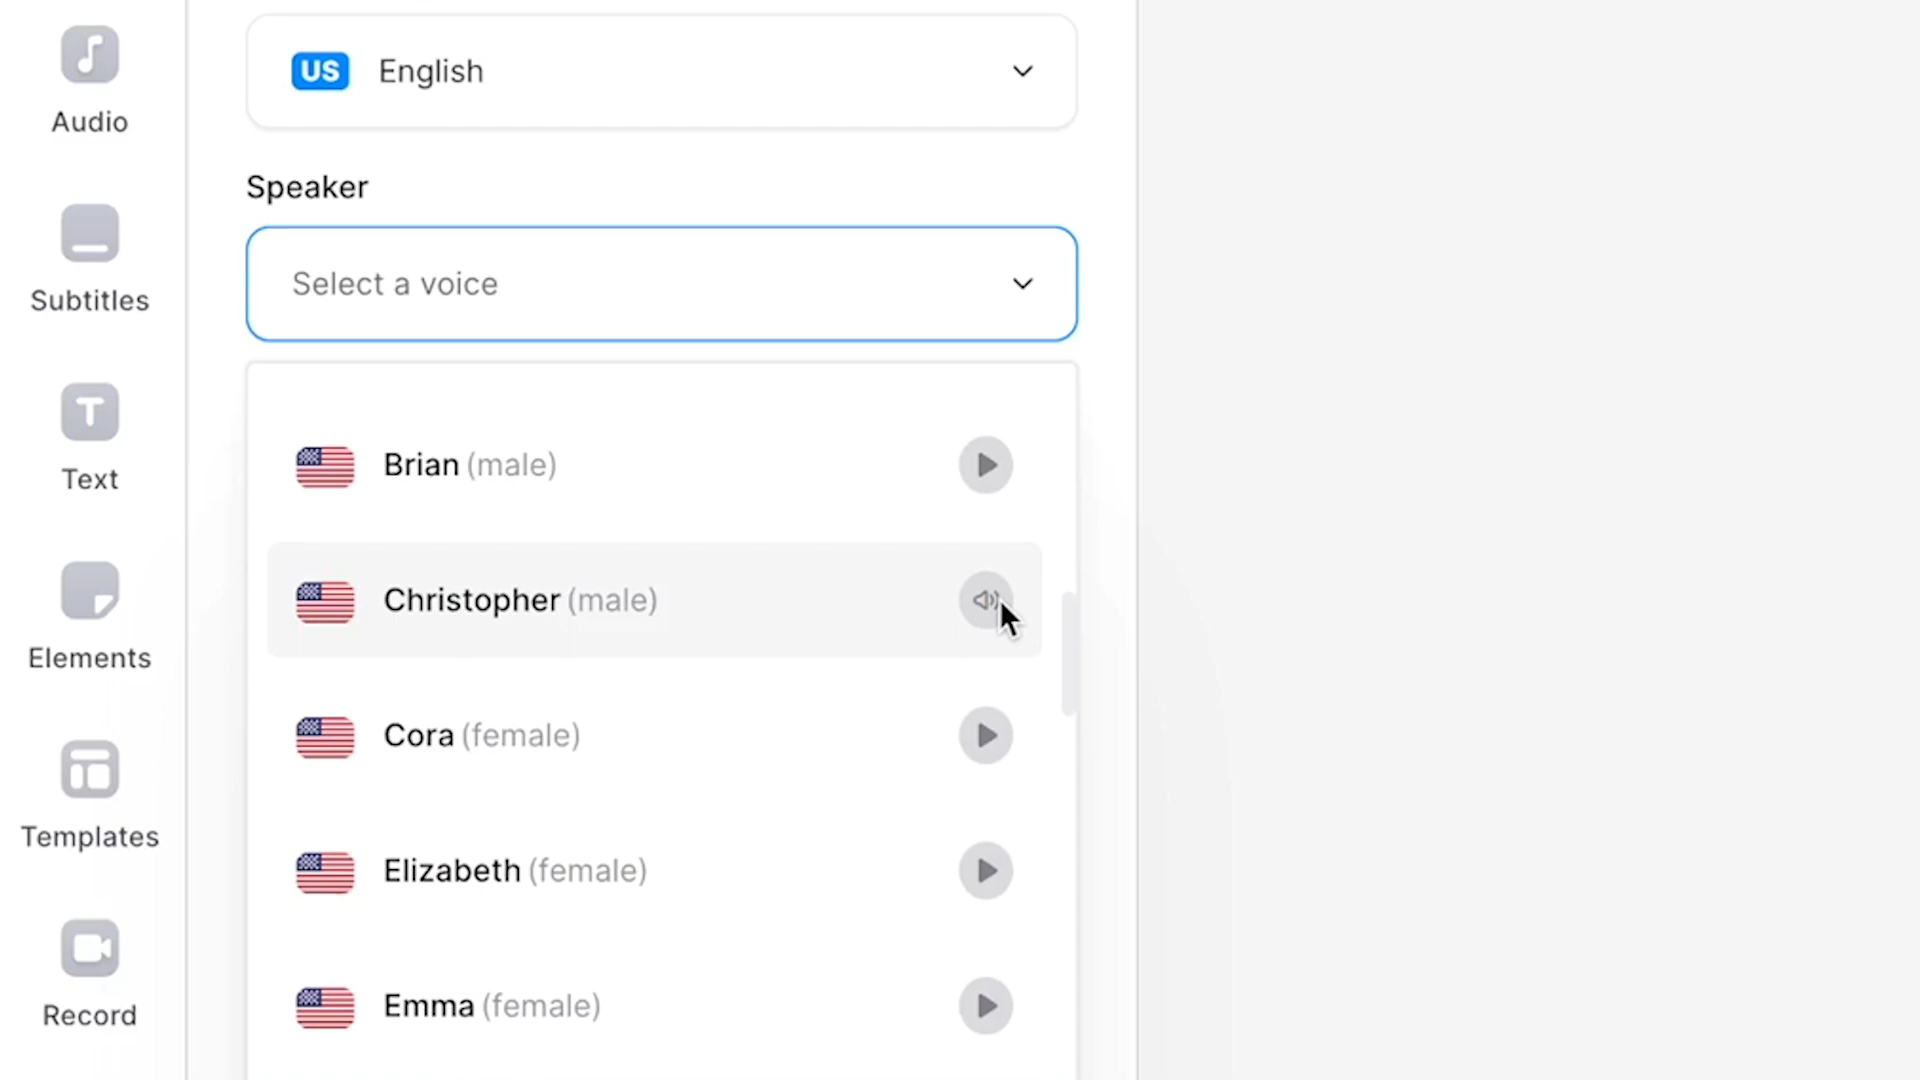 Audio
Subtitles
Text
Elements
Templates
Record
US English
Speaker
Select a voice
Brian (male)
Christopher (male)
Cora (female)
Elizabeth (female)
Emma (female)